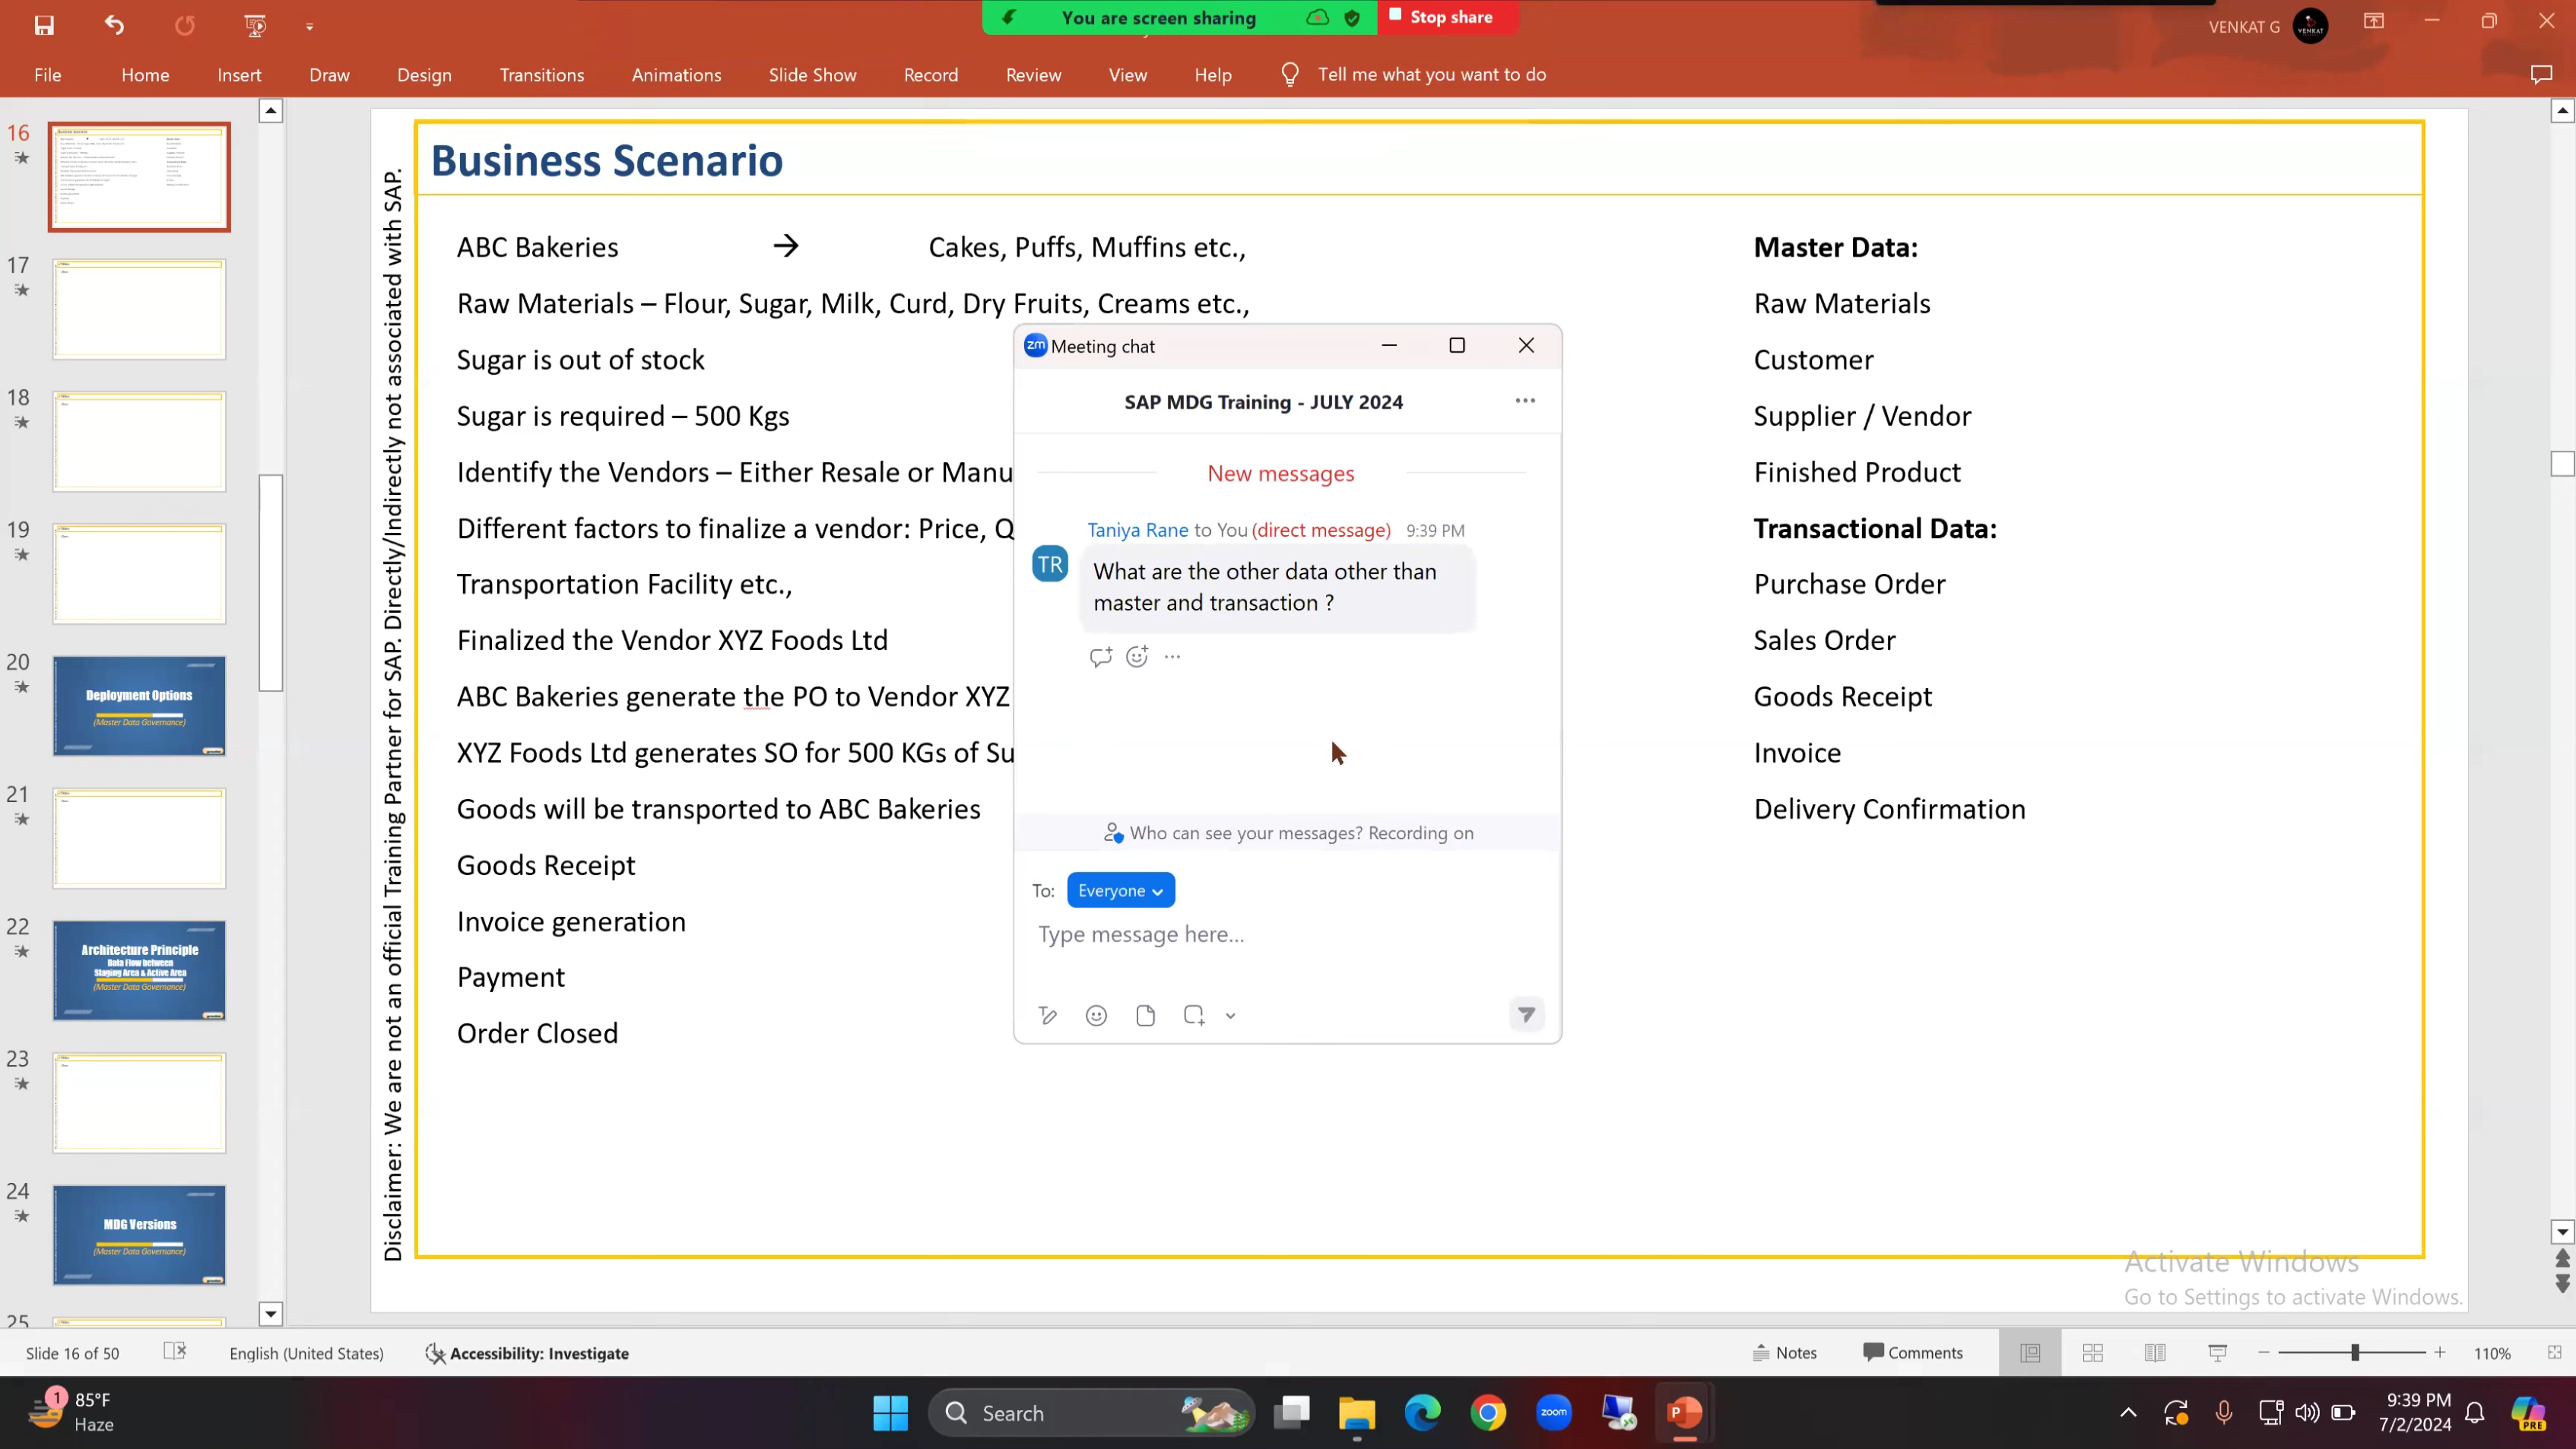 You are screen sharing
Stop share
VENKAT G
File
Home
Insert
Draw
Design
Transitions
Animations
Slide Show
Record
Review
View
Help
Tell me what you want to do
16
17
18
19
20
Deployment Options
(Master Data Governance)
21
22
Architecture Principle
Data Flow between
Staging Area & Active Area
(Master Data Governance)
23
24
MDG Versions
(Master Data Governance)
25
Disclaimer: We are not an official Training Partner for SAP. Directly/Indirectly not associated with SAP.
Business Scenario
ABC Bakeries → Cakes, Puffs, Muffins etc.,
Raw Materials – Flour, Sugar, Milk, Curd, Dry Fruits, Creams etc.,
Sugar is out of stock
Sugar is required – 500 Kgs
Identify the Vendors – Either Resale or Manu
Different factors to finalize a vendor: Price, Q
Transportation Facility etc.,
Finalized the Vendor XYZ Foods Ltd
ABC Bakeries generate the PO to Vendor XYZ
XYZ Foods Ltd generates SO for 500 KGs of Su
Goods will be transported to ABC Bakeries
Goods Receipt
Invoice generation
Payment
Order Closed
Master Data:
Raw Materials
Customer
Supplier / Vendor
Finished Product
Transactional Data:
Purchase Order
Sales Order
Goods Receipt
Invoice
Delivery Confirmation
zm Meeting chat
SAP MDG Training - JULY 2024
New messages
Taniya Rane to You (direct message) 9:39 PM
TR
What are the other data other than
master and transaction ?
Who can see your messages? Recording on
To: Everyone
Type message here...
Activate Windows
Go to Settings to activate Windows.
Slide 16 of 50
English (United States)
Accessibility: Investigate
Notes
Comments
110%
1
85°F
Haze
Search
zoom
9:39 PM
7/2/2024
PRE